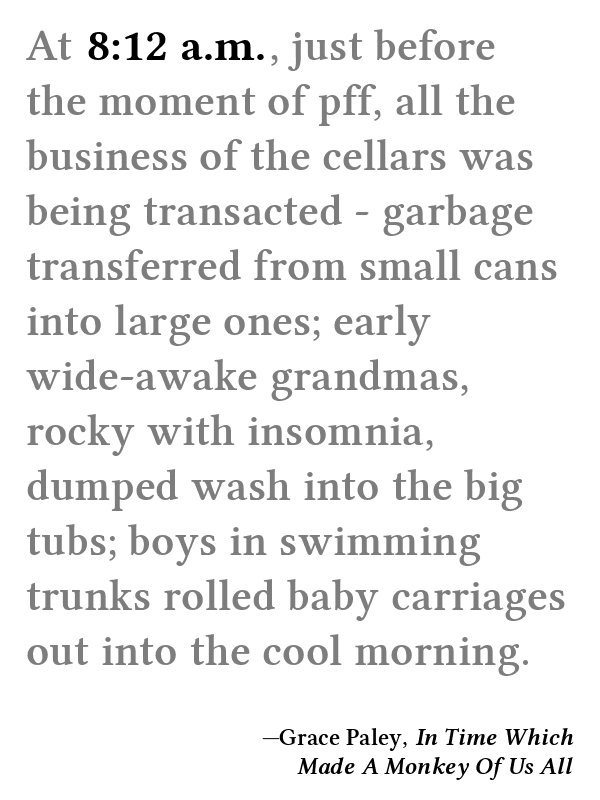 At 8:12 a.m., just before
the moment of pff, all the
business of the cellars was
being transacted - garbage
transferred from small cans
into large ones; early
wide-awake grandmas,
rocky with insomnia,
dumped wash into the big
tubs; boys in swimming
trunks rolled baby carriages
out into the cool morning.
—Grace Paley, In Time Which
Made A Monkey Of Us All